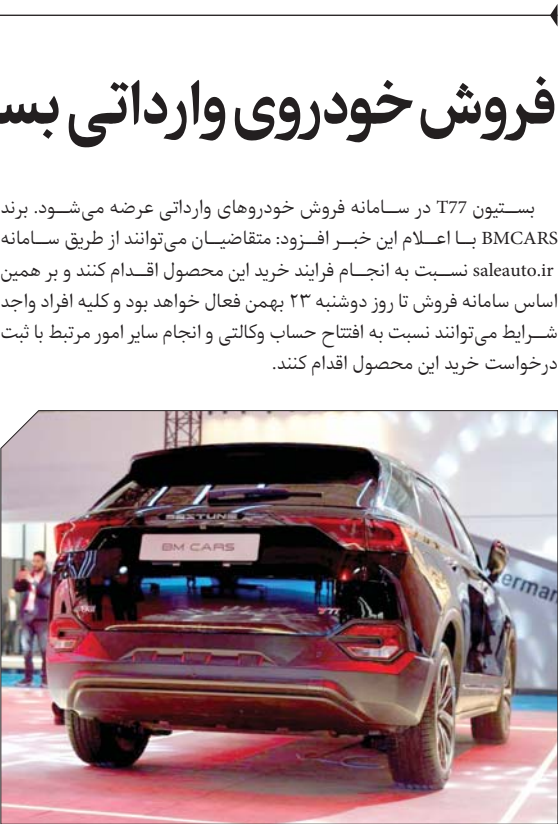 فروش خودروی وارداتی
بستیون T77 در سامانه فروش خودروهای وارداتی عرضه می‌شود. برند
BMCARS با اعلام این خبر افزود: متقاضیان می‌توانند از طریق سامانه
saleauto.ir نسبت به انجام فرایند خرید این محصول اقدام کنند و بر همین
اساس سامانه فروش تا روز دوشنبه ۲۳ بهمن فعال خواهد بود و کلیه افراد واجد
شرایط می‌توانند نسبت به افتتاح حساب وکالتی و انجام سایر امور مرتبط با ثبت
درخواست خرید این محصول اقدام کنند.
BESTUNE
BM CARS
T77